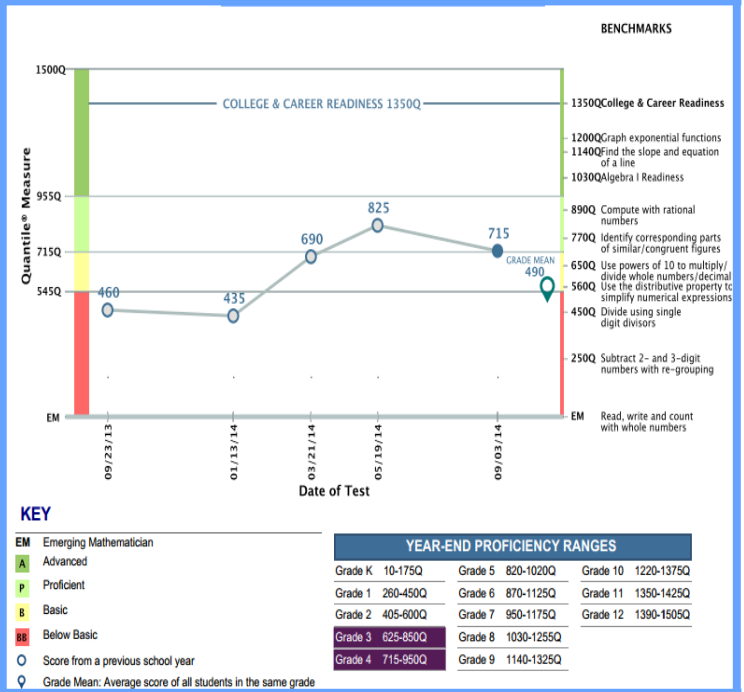 BENCHMARKS
1500Q
COLLEGE & CAREER READINESS 1350Q
1350Q College & Career Readiness
1200Q Graph exponential functions
1140Q Find the slope and equation
of a line
1030Q Algebra I Readiness
955Q
890Q Compute with rational
numbers
825
770Q Identify corresponding parts
of similar/congruent figures
690
715
715Q
GRADE MEAN
490
650Q Use powers of 10 to multiply/
divide whole numbers/decimal
560Q Use the distributive property to
simplify numerical expressions
545Q
460
435
450Q Divide using single
digit divisors
250Q Subtract 2- and 3-digit
numbers with re-grouping
EM
EM Read, write and count
with whole numbers
Quantile® Measure
09/23/13
01/13/14
03/21/14
05/19/14
09/03/14
Date of Test
KEY
EM Emerging Mathematician
A Advanced
P Proficient
B Basic
BB Below Basic
Score from a previous school year
Grade Mean: Average score of all students in the same grade
YEAR-END PROFICIENCY RANGES
Grade K 10-175Q Grade 5 820-1020Q Grade 10 1220-1375Q
Grade 1 260-450Q Grade 6 870-1125Q Grade 11 1350-1425Q
Grade 2 405-600Q Grade 7 950-1175Q Grade 12 1390-1505Q
Grade 3 625-850Q Grade 8 1030-1255Q
Grade 4 715-950Q Grade 9 1140-1325Q